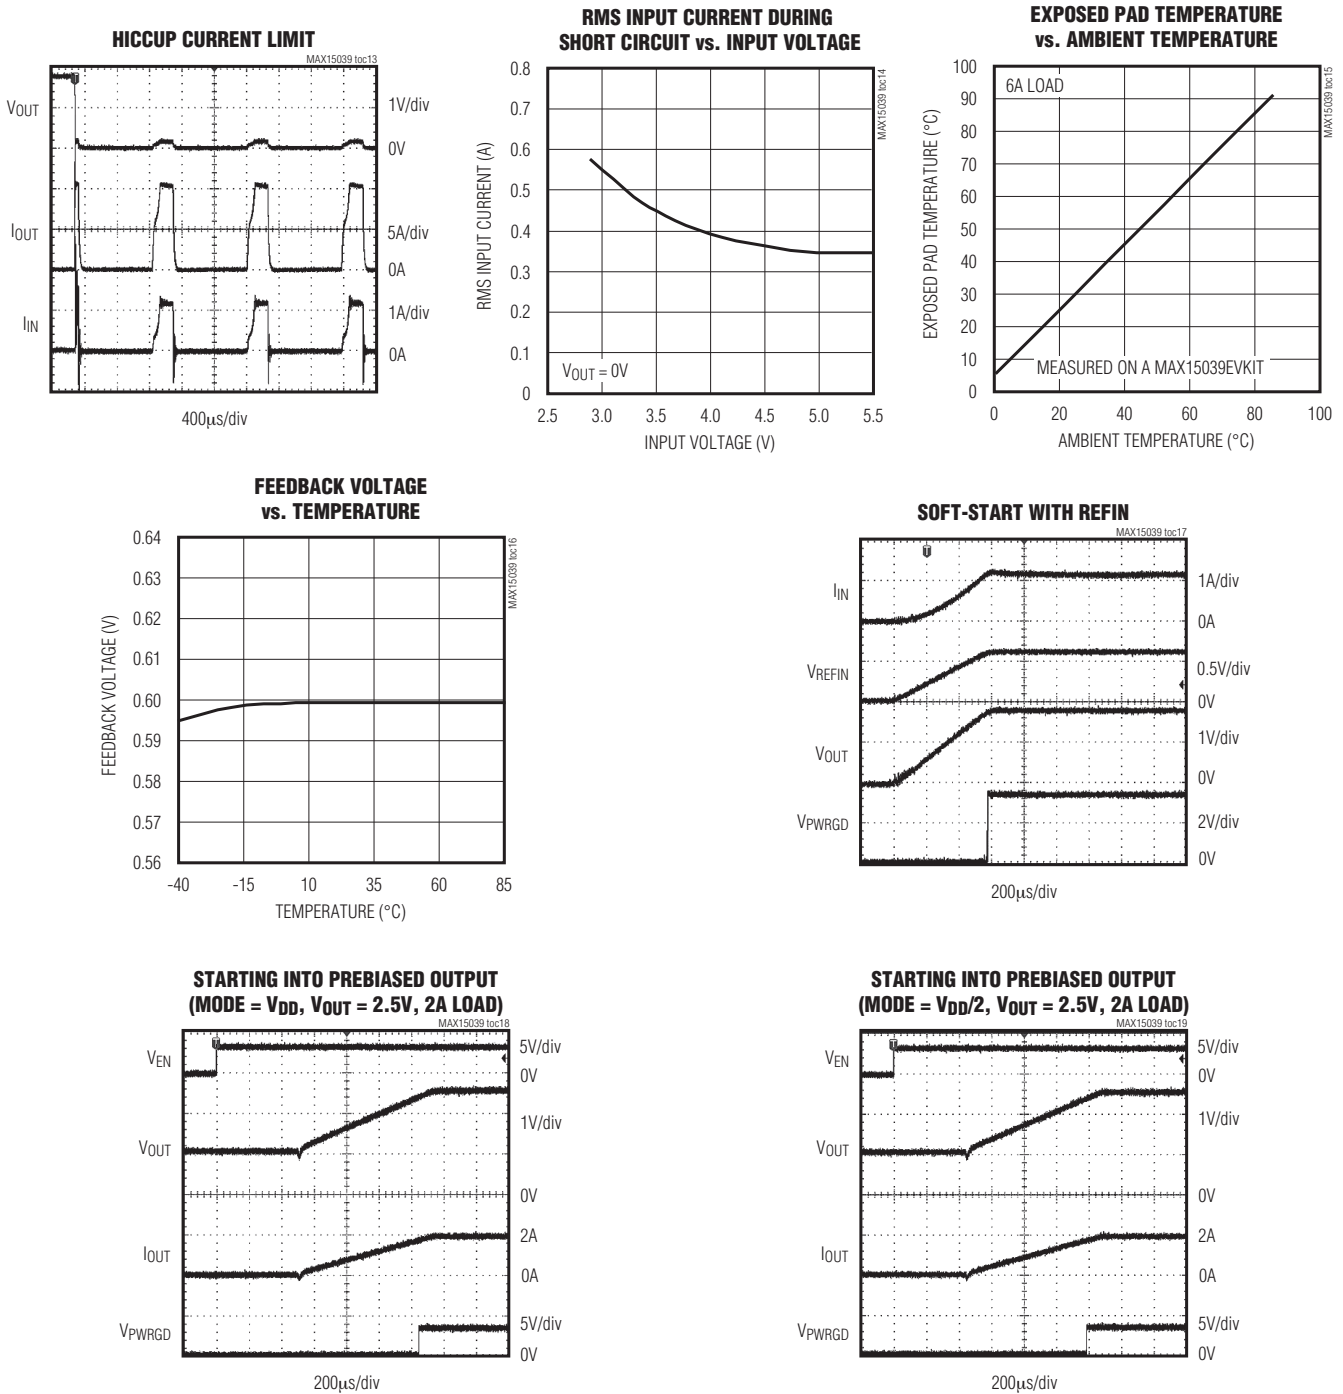 HICCUP CURRENT LIMIT
MAX15039 toc13
VOUT
1V/div
0V
IOUT
5A/div
0A
IIN
1A/div
0A
400µs/div
RMS INPUT CURRENT DURING
SHORT CIRCUIT vs. INPUT VOLTAGE
MAX15039 toc14
RMS INPUT CURRENT (A)
0.8
0.7
0.6
0.5
0.4
0.3
0.2
0.1
0
VOUT = 0V
2.5 3.0 3.5 4.0 4.5 5.0 5.5
INPUT VOLTAGE (V)
EXPOSED PAD TEMPERATURE
vs. AMBIENT TEMPERATURE
MAX15039 toc15
EXPOSED PAD TEMPERATURE (°C)
100
90
80
70
60
50
40
30
20
10
0
6A LOAD
MEASURED ON A MAX15039EVKIT
0 20 40 60 80 100
AMBIENT TEMPERATURE (°C)
FEEDBACK VOLTAGE
vs. TEMPERATURE
MAX15039 toc16
FEEDBACK VOLTAGE (V)
0.64
0.63
0.62
0.61
0.60
0.59
0.58
0.57
0.56
-40 -15 10 35 60 85
TEMPERATURE (°C)
SOFT-START WITH REFIN
MAX15039 toc17
IIN
1A/div
0A
VREFIN
0.5V/div
0V
VOUT
1V/div
0V
VPWRGD
2V/div
0V
200µs/div
STARTING INTO PREBIASED OUTPUT
(MODE = VDD, VOUT = 2.5V, 2A LOAD)
MAX15039 toc18
VEN
5V/div
0V
VOUT
1V/div
0V
IOUT
2A
0A
VPWRGD
5V/div
0V
200µs/div
STARTING INTO PREBIASED OUTPUT
(MODE = VDD/2, VOUT = 2.5V, 2A LOAD)
MAX15039 toc19
VEN
5V/div
0V
VOUT
1V/div
0V
IOUT
2A
0A
VPWRGD
5V/div
0V
200µs/div